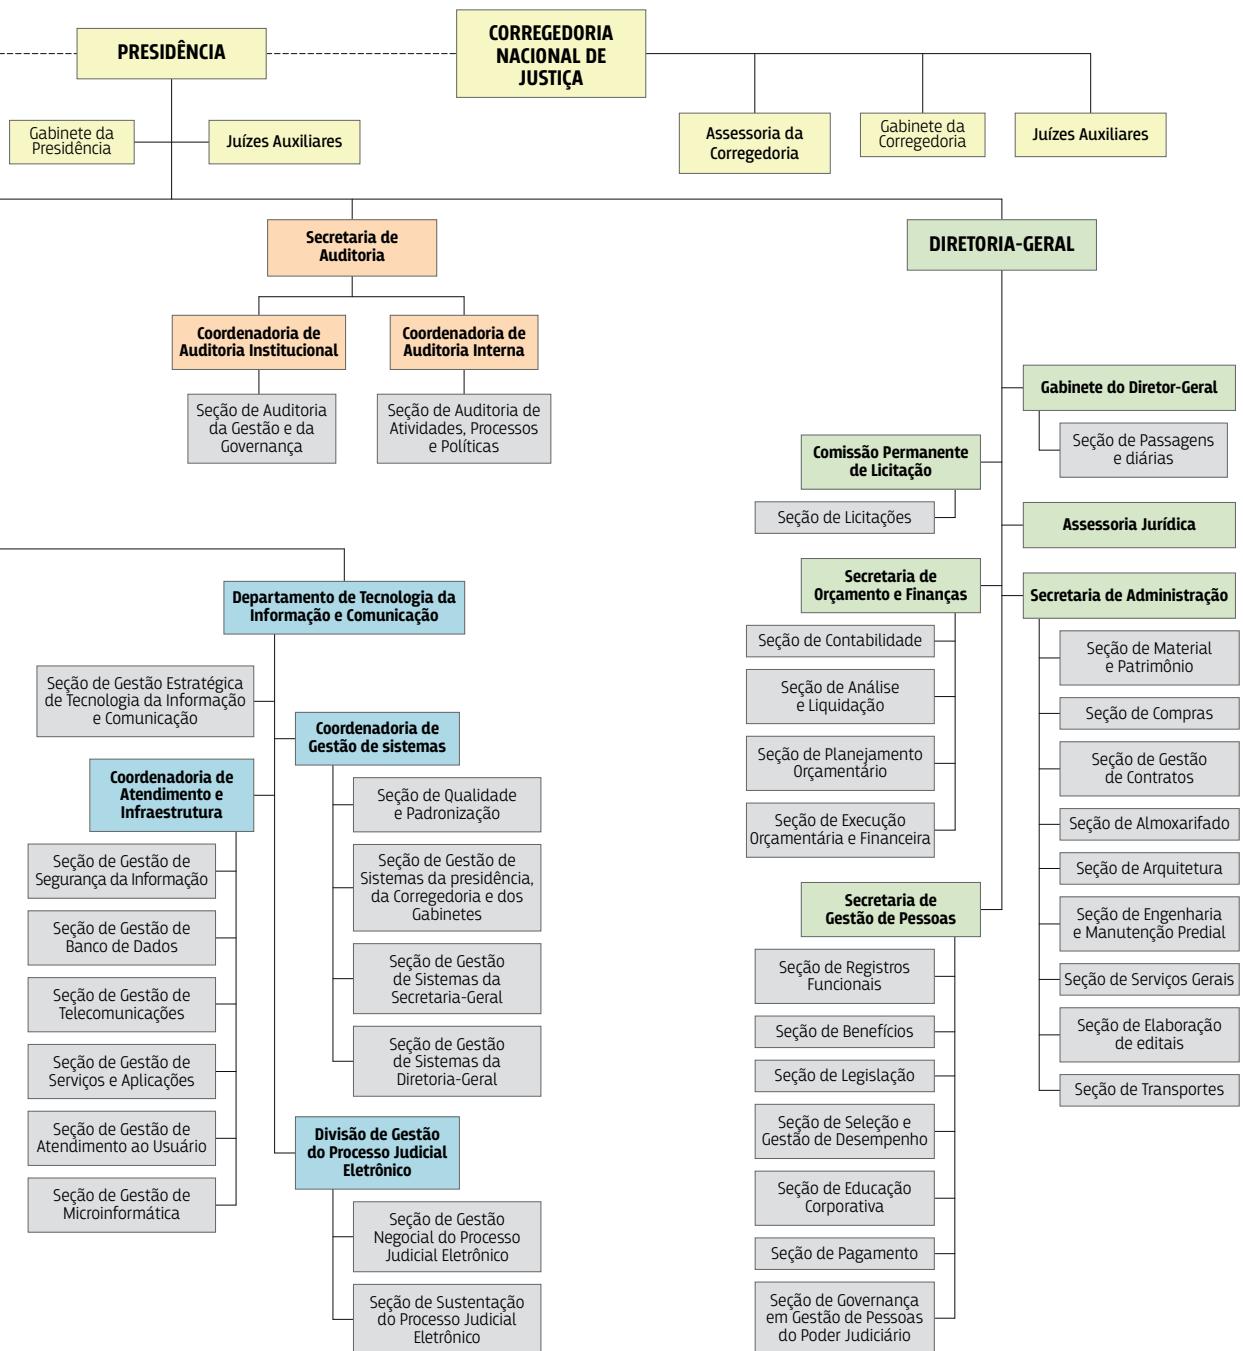 PRESIDÊNCIA
CORREGEDORIA
NACIONAL DE
JUSTIÇA
Gabinete da
Presidência
Juízes Auxiliares
Assessoria da
Corregedoria
Gabinete da
Corregedoria
Juízes Auxiliares
Secretaria de
Auditoria
DIRETORIA-GERAL
Coordenadoria de
Auditoria Institucional
Coordenadoria de
Auditoria Interna
Seção de Auditoria
da Gestão e da
Governança
Seção de Auditoria de
Atividades, Processos
e Políticas
Gabinete do Diretor-Geral
Seção de Passagens
e diárias
Comissão Permanente
de Licitação
Seção de Licitações
Assessoria Jurídica
Departamento de Tecnologia da
Informação e Comunicação
Seção de Gestão Estratégica
de Tecnologia da Informação
e Comunicação
Coordenadoria de
Gestão de sistemas
Coordenadoria de
Atendimento e
Infraestrutura
Seção de Qualidade
e Padronização
Seção de Gestão de
Sistemas da presidência,
da Corregedoria e dos
Gabinetes
Seção de Gestão
de Sistemas da
Secretaria-Geral
Seção de Gestão
de Sistemas da
Diretoria-Geral
Seção de Gestão de
Segurança da Informação
Seção de Gestão de
Banco de Dados
Seção de Gestão de
Telecomunicações
Seção de Gestão de
Serviços e Aplicações
Seção de Gestão de
Atendimento ao Usuário
Seção de Gestão de
Microinformática
Divisão de Gestão
do Processo Judicial
Eletrônico
Seção de Gestão
Negocial do Processo
Judicial Eletrônico
Seção de Sustentação
do Processo Judicial
Eletrônico
Secretaria de
Orçamento e Finanças
Seção de Contabilidade
Seção de Análise
e Liquidação
Seção de Planejamento
Orçamentário
Seção de Execução
Orçamentária e Financeira
Secretaria de
Gestão de Pessoas
Seção de Registros
Funcionais
Seção de Benefícios
Seção de Legislação
Seção de Seleção e
Gestão de Desempenho
Seção de Educação
Corporativa
Seção de Pagamento
Seção de Governança
em Gestão de Pessoas
do Poder Judiciário
Secretaria de Administração
Seção de Material
e Patrimônio
Seção de Compras
Seção de Gestão
de Contratos
Seção de Almoxarifado
Seção de Arquitetura
Seção de Engenharia
e Manutenção Predial
Seção de Serviços Gerais
Seção de Elaboração
de editais
Seção de Transportes